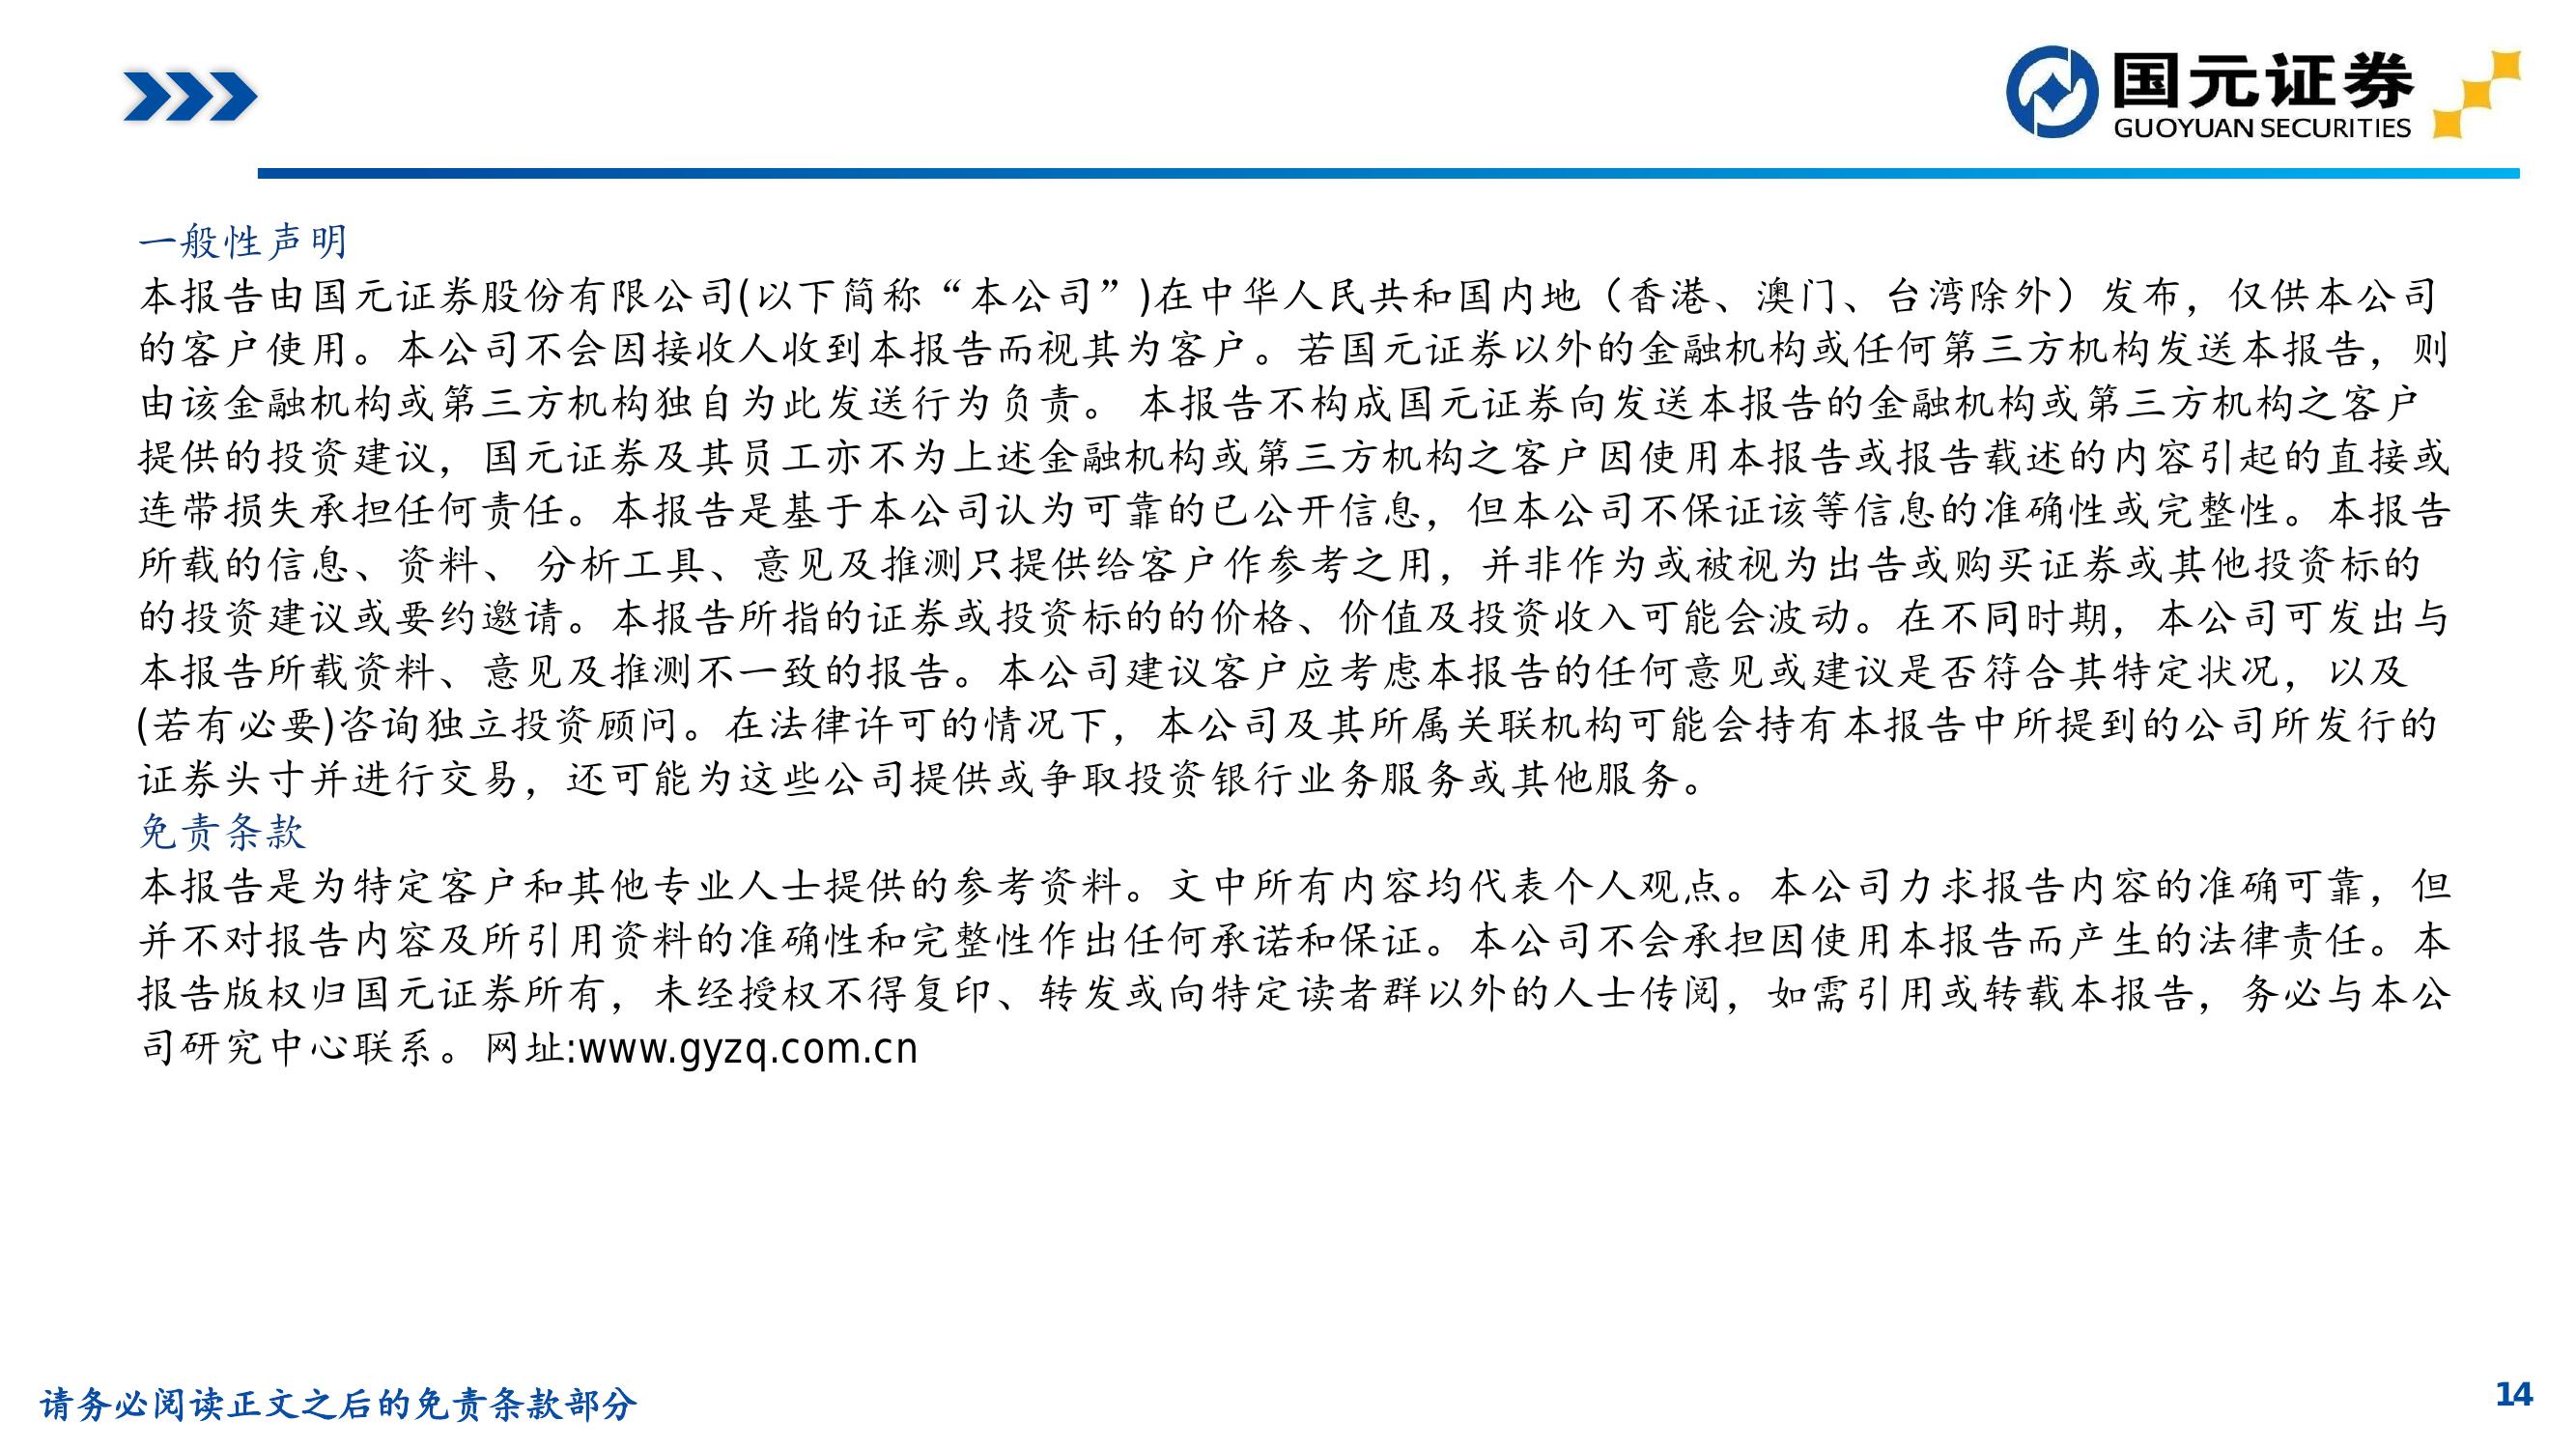 国元证券
GUOYUAN SECURITIES
一般性声明
本报告由国元证券股份有限公司(以下简称“本公司”)在中华人民共和国内地（香港、澳门、台湾除外）发布，仅供本公司
的客户使用。本公司不会因接收人收到本报告而视其为客户。若国元证券以外的金融机构或任何第三方机构发送本报告，则
由该金融机构或第三方机构独自为此发送行为负责。 本报告不构成国元证券向发送本报告的金融机构或第三方机构之客户
提供的投资建议，国元证券及其员工亦不为上述金融机构或第三方机构之客户因使用本报告或报告载述的内容引起的直接或
连带损失承担任何责任。本报告是基于本公司认为可靠的已公开信息，但本公司不保证该等信息的准确性或完整性。本报告
所载的信息、资料、 分析工具、意见及推测只提供给客户作参考之用，并非作为或被视为出告或购买证券或其他投资标的
的投资建议或要约邀请。本报告所指的证券或投资标的的价格、价值及投资收入可能会波动。在不同时期，本公司可发出与
本报告所载资料、意见及推测不一致的报告。本公司建议客户应考虑本报告的任何意见或建议是否符合其特定状况，以及
(若有必要)咨询独立投资顾问。在法律许可的情况下，本公司及其所属关联机构可能会持有本报告中所提到的公司所发行的
证券头寸并进行交易，还可能为这些公司提供或争取投资银行业务服务或其他服务。
免责条款
本报告是为特定客户和其他专业人士提供的参考资料。文中所有内容均代表个人观点。本公司力求报告内容的准确可靠，但
并不对报告内容及所引用资料的准确性和完整性作出任何承诺和保证。本公司不会承担因使用本报告而产生的法律责任。本
报告版权归国元证券所有，未经授权不得复印、转发或向特定读者群以外的人士传阅，如需引用或转载本报告，务必与本公
司研究中心联系。网址:www.gyzq.com.cn
请务必阅读正文之后的免责条款部分
14